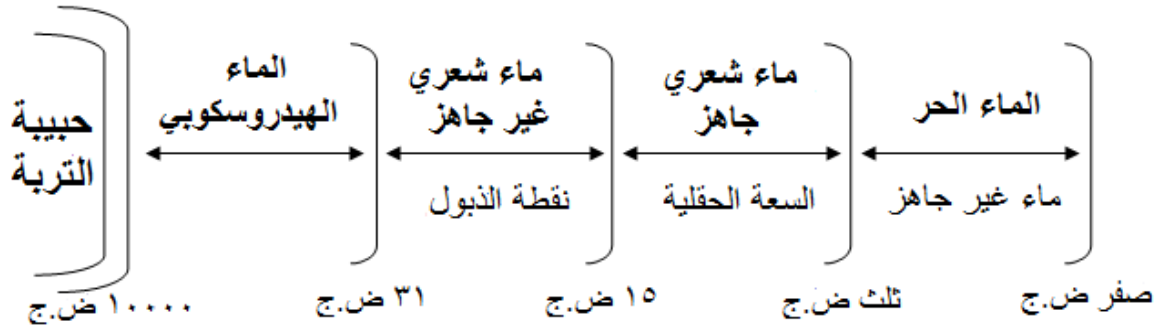 حبيبة
التربة
الماء
الهيدروسكوبي
ماء شعري
غير جاهز
نقطة الذبول
ماء شعري
جاهز
السعة الحقلية
الماء الحر
ماء غير جاهز
١٠٠٠٠ ض.ج
٣١ ض.ج
١٥ ض.ج
ثلث ض.ج
صفر ض.ج